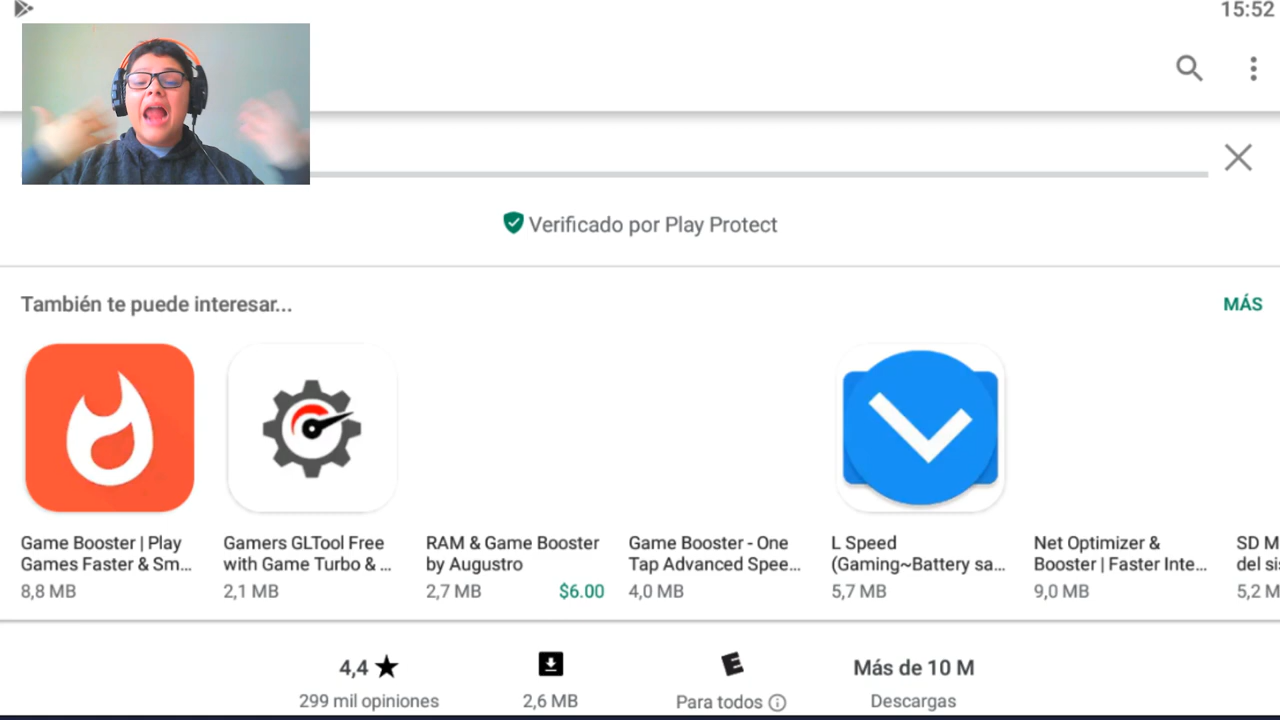 15:52
Verificado por Play Protect
También te puede interesar...
MÁS
Game Booster | Play
Games Faster & Sm...
8,8 MB
Gamers GLTool Free
with Game Turbo & ...
2,1 MB
RAM & Game Booster
by Augustro
2,7 MB
$6.00
Game Booster - One
Tap Advanced Spee...
4,0 MB
L Speed
(Gaming~Battery sa...
5,7 MB
Net Optimizer &
Booster | Faster Inte...
9,0 MB
SD M
del si
5,2 M
4,4 ★
299 mil opiniones
2,6 MB
E
Para todos
Más de 10 M
Descargas